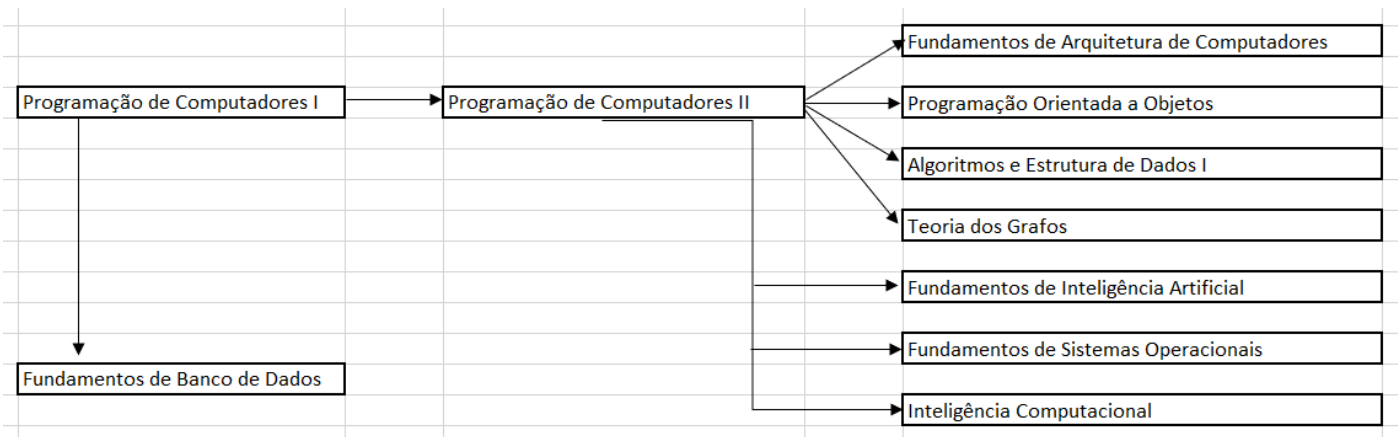 Fundamentos de Arquitetura de Computadores
Programação de Computadores I
Programação de Computadores II
Programação Orientada a Objetos
Algoritmos e Estrutura de Dados I
Teoria dos Grafos
Fundamentos de Inteligência Artificial
Fundamentos de Sistemas Operacionais
Fundamentos de Banco de Dados
Inteligência Computacional